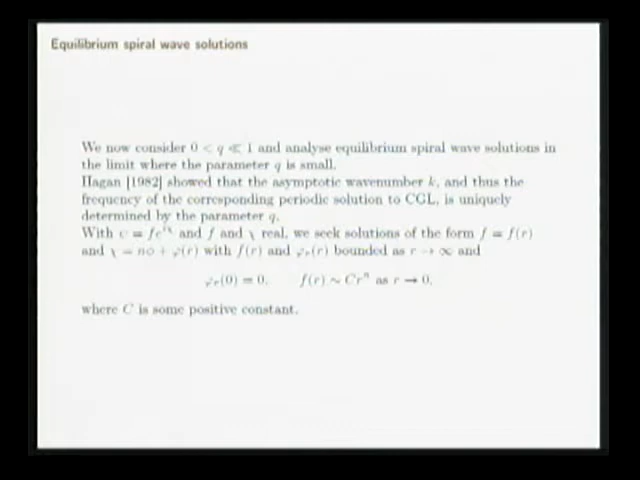 Equilibrium spiral wave solutions
We now consider 0 < q ≪ 1 and analyse equilibrium spiral wave solutions in
the limit where the parameter q is small.
Hagan [1982] showed that the asymptotic wavenumber k, and thus the
frequency of the corresponding periodic solution to CGL, is uniquely
determined by the parameter q.
With ψ = fe^{iχ} and f and χ real, we seek solutions of the form f = f(r)
and χ = nφ + φ(r) with f(r) and φ_r(r) bounded as r → ∞ and
φ_r(0) = 0, f(r) ∼ Cr^n as r → 0,
where C is some positive constant.